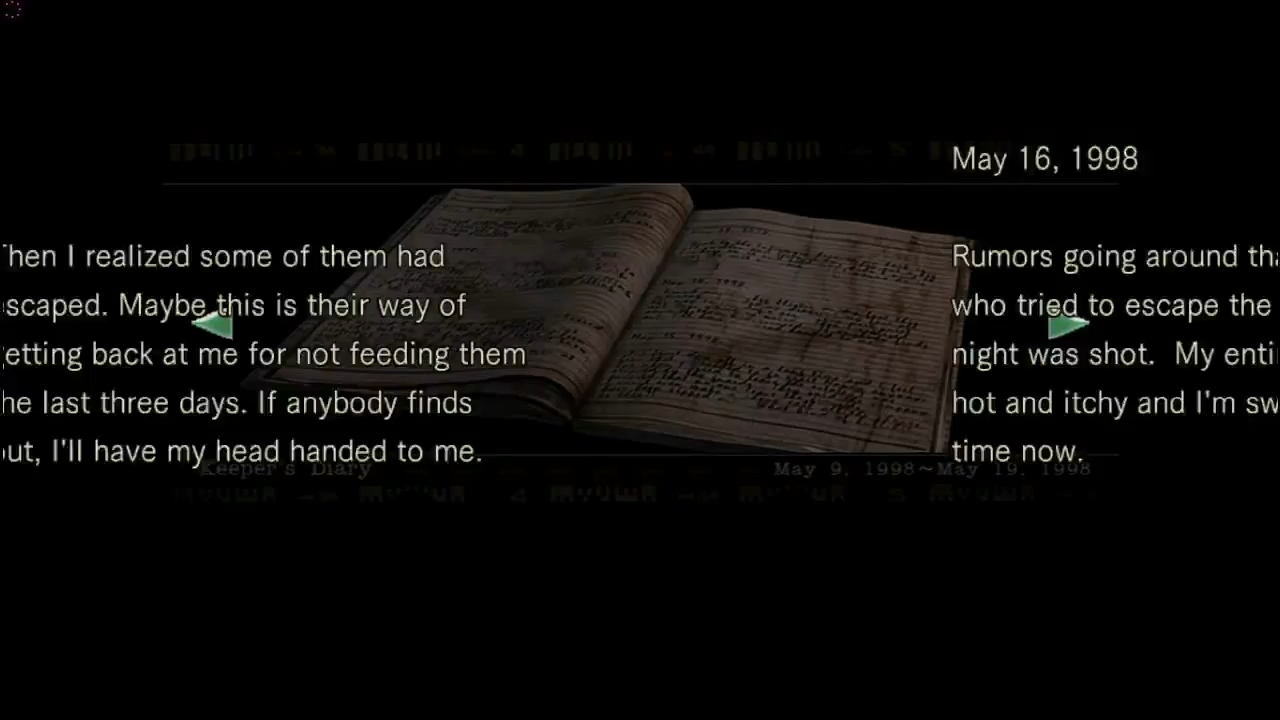 May 16, 1998
hen I realized some of them had
scaped. Maybe this is their way of
etting back at me for not feeding them
he last three days. If anybody finds
ut, I'll have my head handed to me.
Rumors going around tha
who tried to escape the
night was shot. My enti
hot and itchy and I'm sw
time now.
Keeper's Diary
May 9, 1998~May 19, 1998